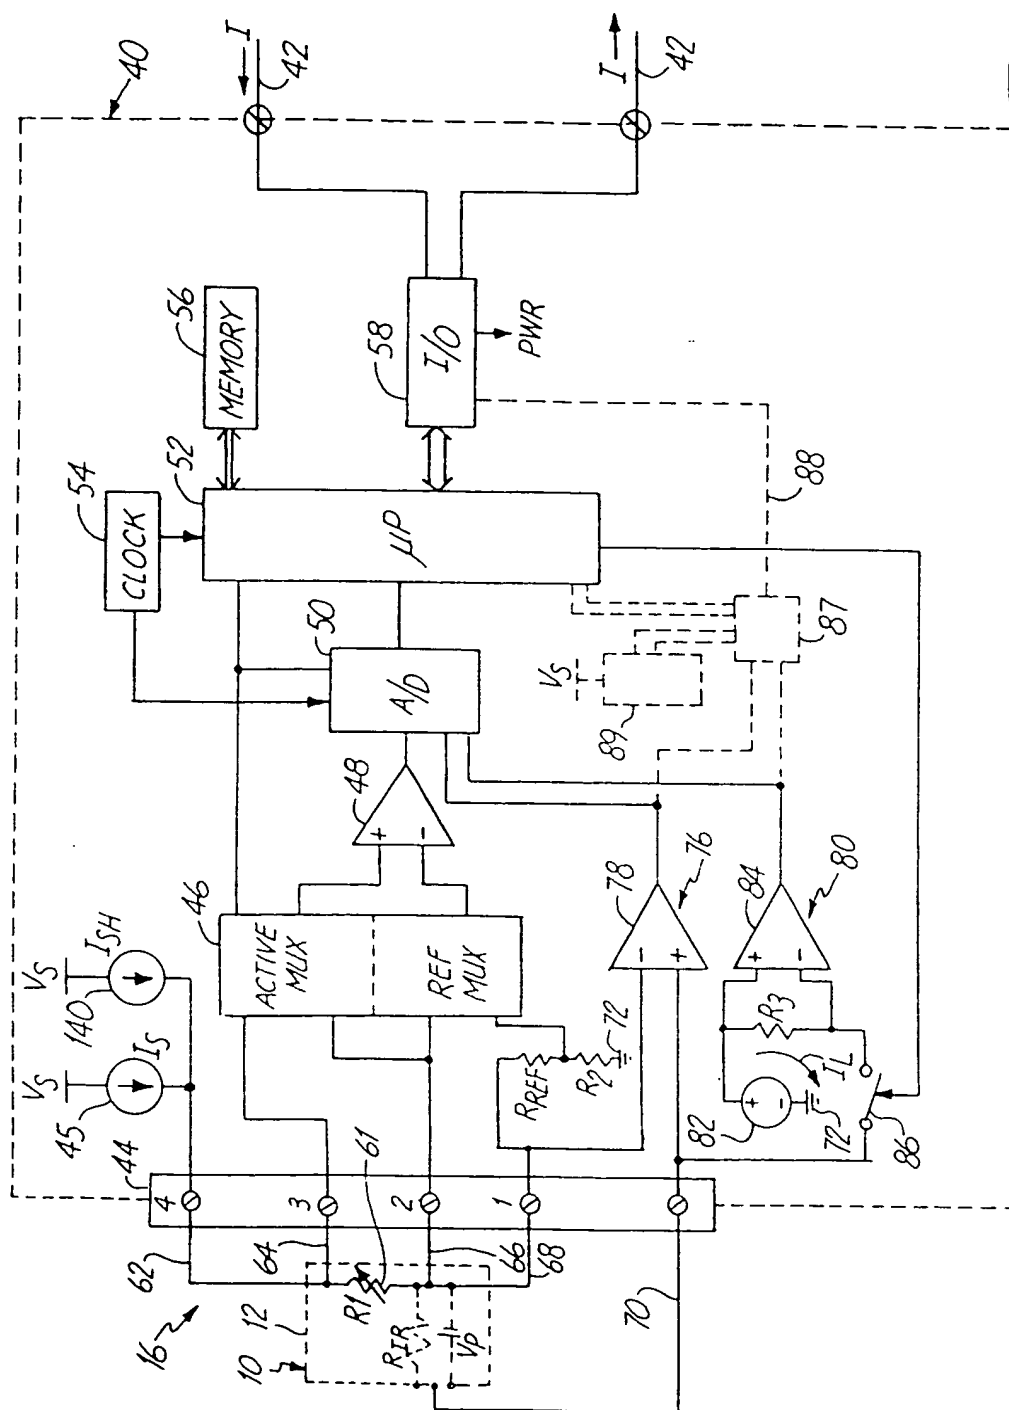 40
I
42
I
42
MEMORY
56
I/O
58
PWR
CLOCK
54
µP
52
88
A/D
50
VS
89
87
48
+
−
ACTIVE
MUX
REF
MUX
46
VS
ISH
140
VS
IS
45
44
78
−
+
76
84
+
−
80
RREF
R2
72
R3
82
+
−
IL
72
86
4
3
2
1
61
62
64
66
68
70
16
12
10
R1
RIR
VP